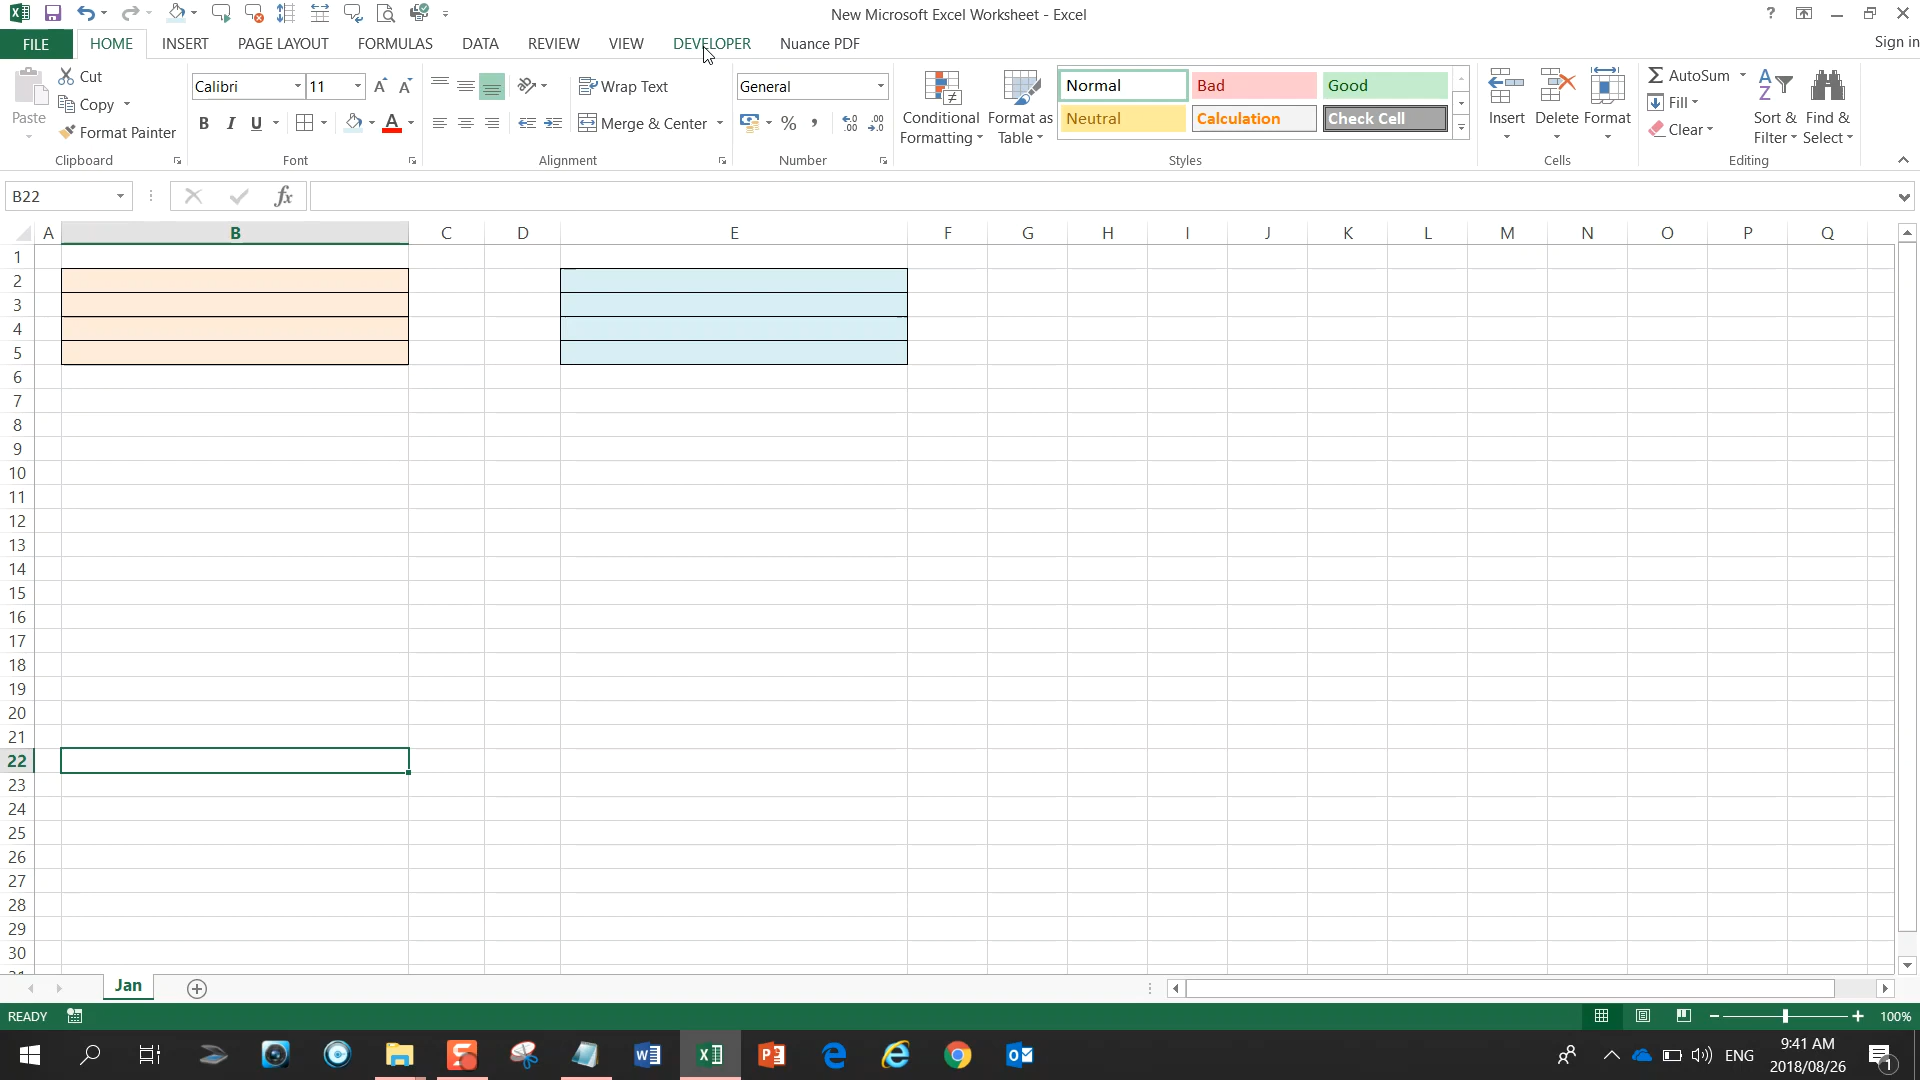 New Microsoft Excel Worksheet - Excel
?
FILE HOME INSERT PAGE LAYOUT FORMULAS DATA REVIEW VIEW DEVELOPER Nuance PDF Sign in
Paste
Cut
Copy
Format Painter
Clipboard
Calibri 11
B I U A
Font
Wrap Text
Merge & Center
Alignment
General
% ,
Number
Conditional Formatting
Format as Table
Normal Bad Good
Neutral Calculation Check Cell
Styles
Insert Delete Format
Cells
AutoSum
Fill
Clear
Sort & Filter
Find & Select
Editing
B22
fx
A B C D E F G H I J K L M N O P Q
1
2
3
4
5
6
7
8
9
10
11
12
13
14
15
16
17
18
19
20
21
22
23
24
25
26
27
28
29
30
31
Jan
READY
100%
ENG
9:41 AM
2018/08/26
1